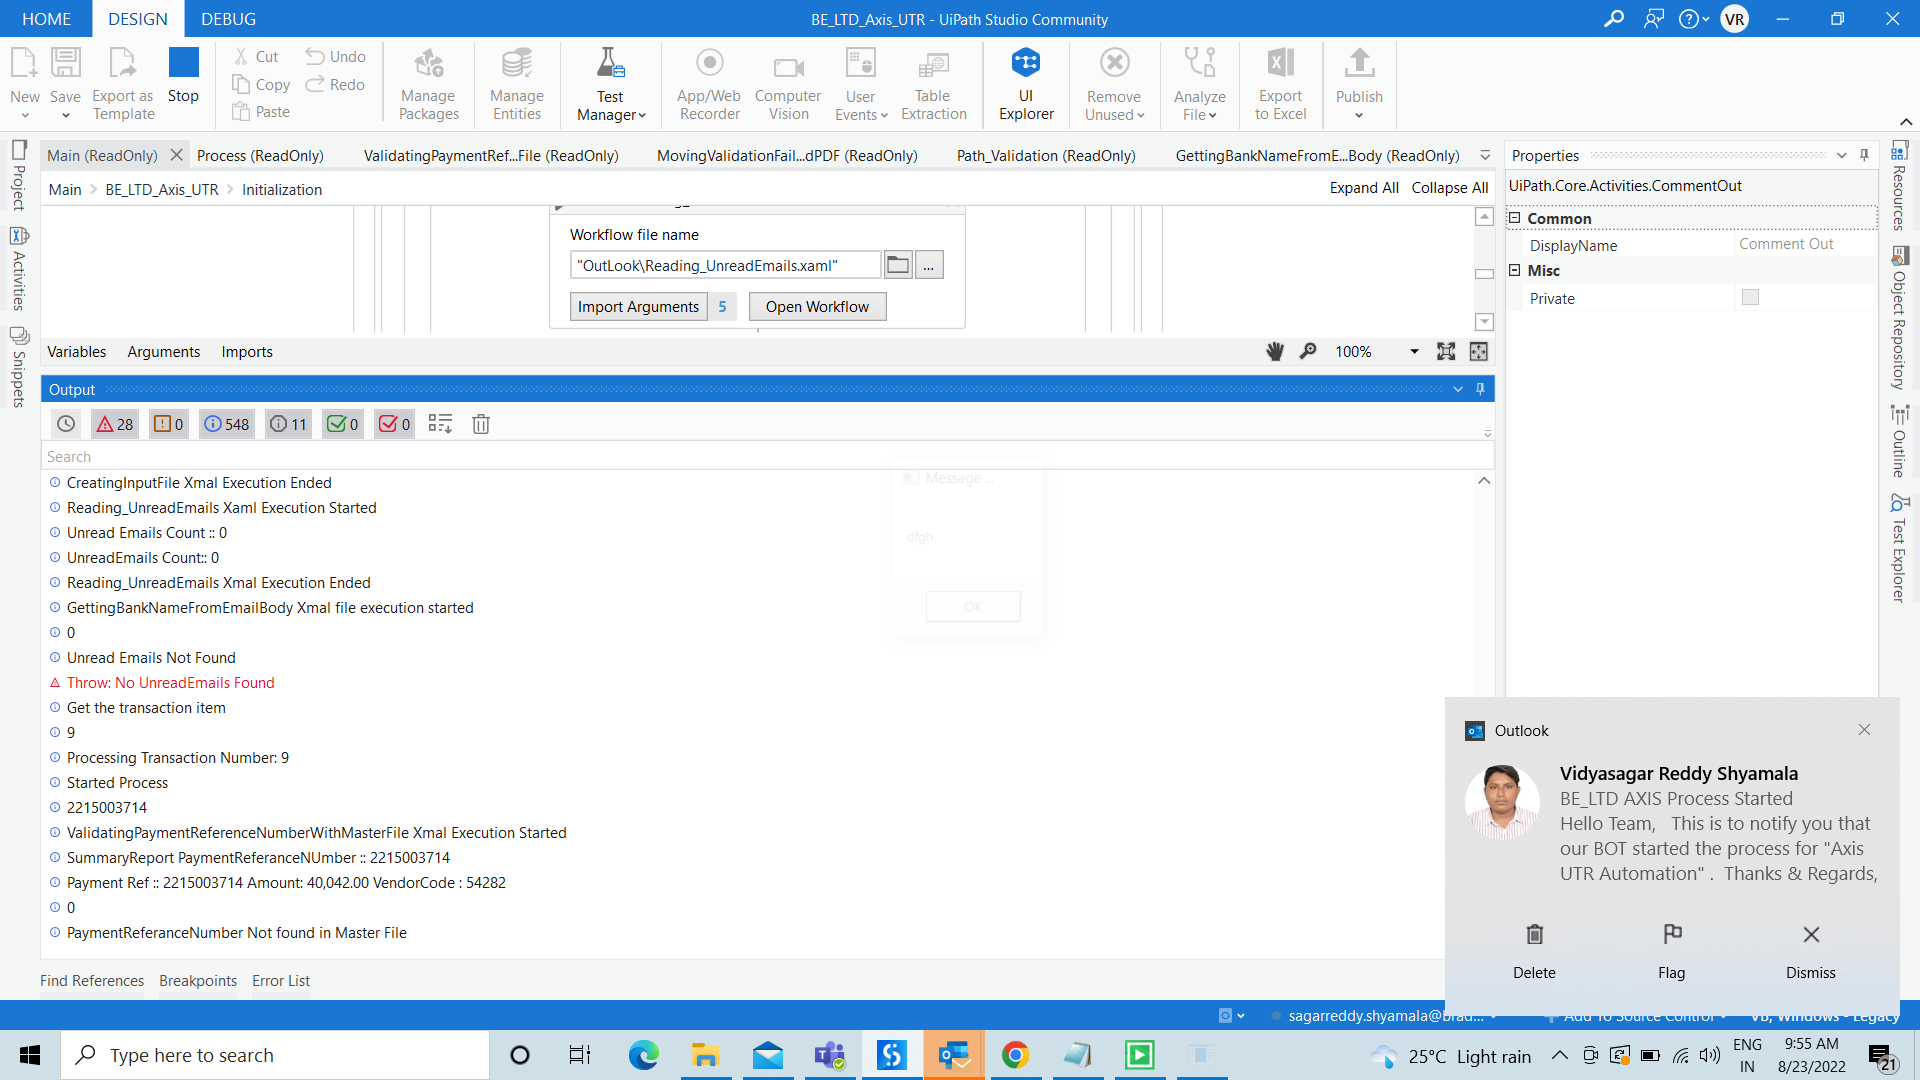 HOME DESIGN DEBUG
BE_LTD_Axis_UTR - UiPath Studio Community
VR
New Save Export as Template Stop
Cut Copy Paste Undo Redo
Manage Packages
Manage Entities
Test Manager
App/Web Recorder
Computer Vision
User Events
Table Extraction
UI Explorer
Remove Unused
Analyze File
Export to Excel
Publish
Project
Activities
Snippets
Main (ReadOnly) Process (ReadOnly) ValidatingPaymentRef...File (ReadOnly) MovingValidationFail...dPDF (ReadOnly) Path_Validation (ReadOnly) GettingBankNameFromE...Body (ReadOnly)
Main BE_LTD_Axis_UTR Initialization
Expand All Collapse All
Workflow file name
"OutLook\Reading_UnreadEmails.xaml"
...
Import Arguments 5 Open Workflow
Variables Arguments Imports
100%
Output
28 0 548 11 0 0
Search
CreatingInputFile Xmal Execution Ended
Reading_UnreadEmails Xaml Execution Started
Unread Emails Count :: 0
UnreadEmails Count:: 0
Reading_UnreadEmails Xmal Execution Ended
GettingBankNameFromEmailBody Xmal file execution started
0
Unread Emails Not Found
Throw: No UnreadEmails Found
Get the transaction item
9
Processing Transaction Number: 9
Started Process
2215003714
ValidatingPaymentReferenceNumberWithMasterFile Xmal Execution Started
SummaryReport PaymentReferanceNUmber :: 2215003714
Payment Ref :: 2215003714 Amount: 40,042.00 VendorCode : 54282
0
PaymentReferanceNumber Not found in Master File
Message ...
dfgh
OK
Find References Breakpoints Error List
Properties
UiPath.Core.Activities.CommentOut
Common
DisplayName Comment Out
Misc
Private
Resources
Object Repository
Outline
Test Explorer
Outlook
Vidyasagar Reddy Shyamala
BE_LTD AXIS Process Started
Hello Team, This is to notify you that
our BOT started the process for "Axis
UTR Automation" . Thanks & Regards,
Delete Flag Dismiss
sagarreddy.shyamala@brad...
Add To Source Control
VB, Windows - Legacy
Type here to search
25°C Light rain
ENG
IN
9:55 AM
8/23/2022
21